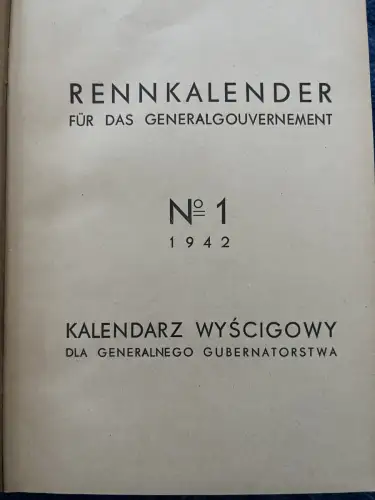 RENNKALENDER
FÜR DAS GENERALGOUVERNEMENT
Nº 1
1942
KALENDARZ WYŚCIGOWY
DLA GENERALNEGO GUBERNATORSTWA